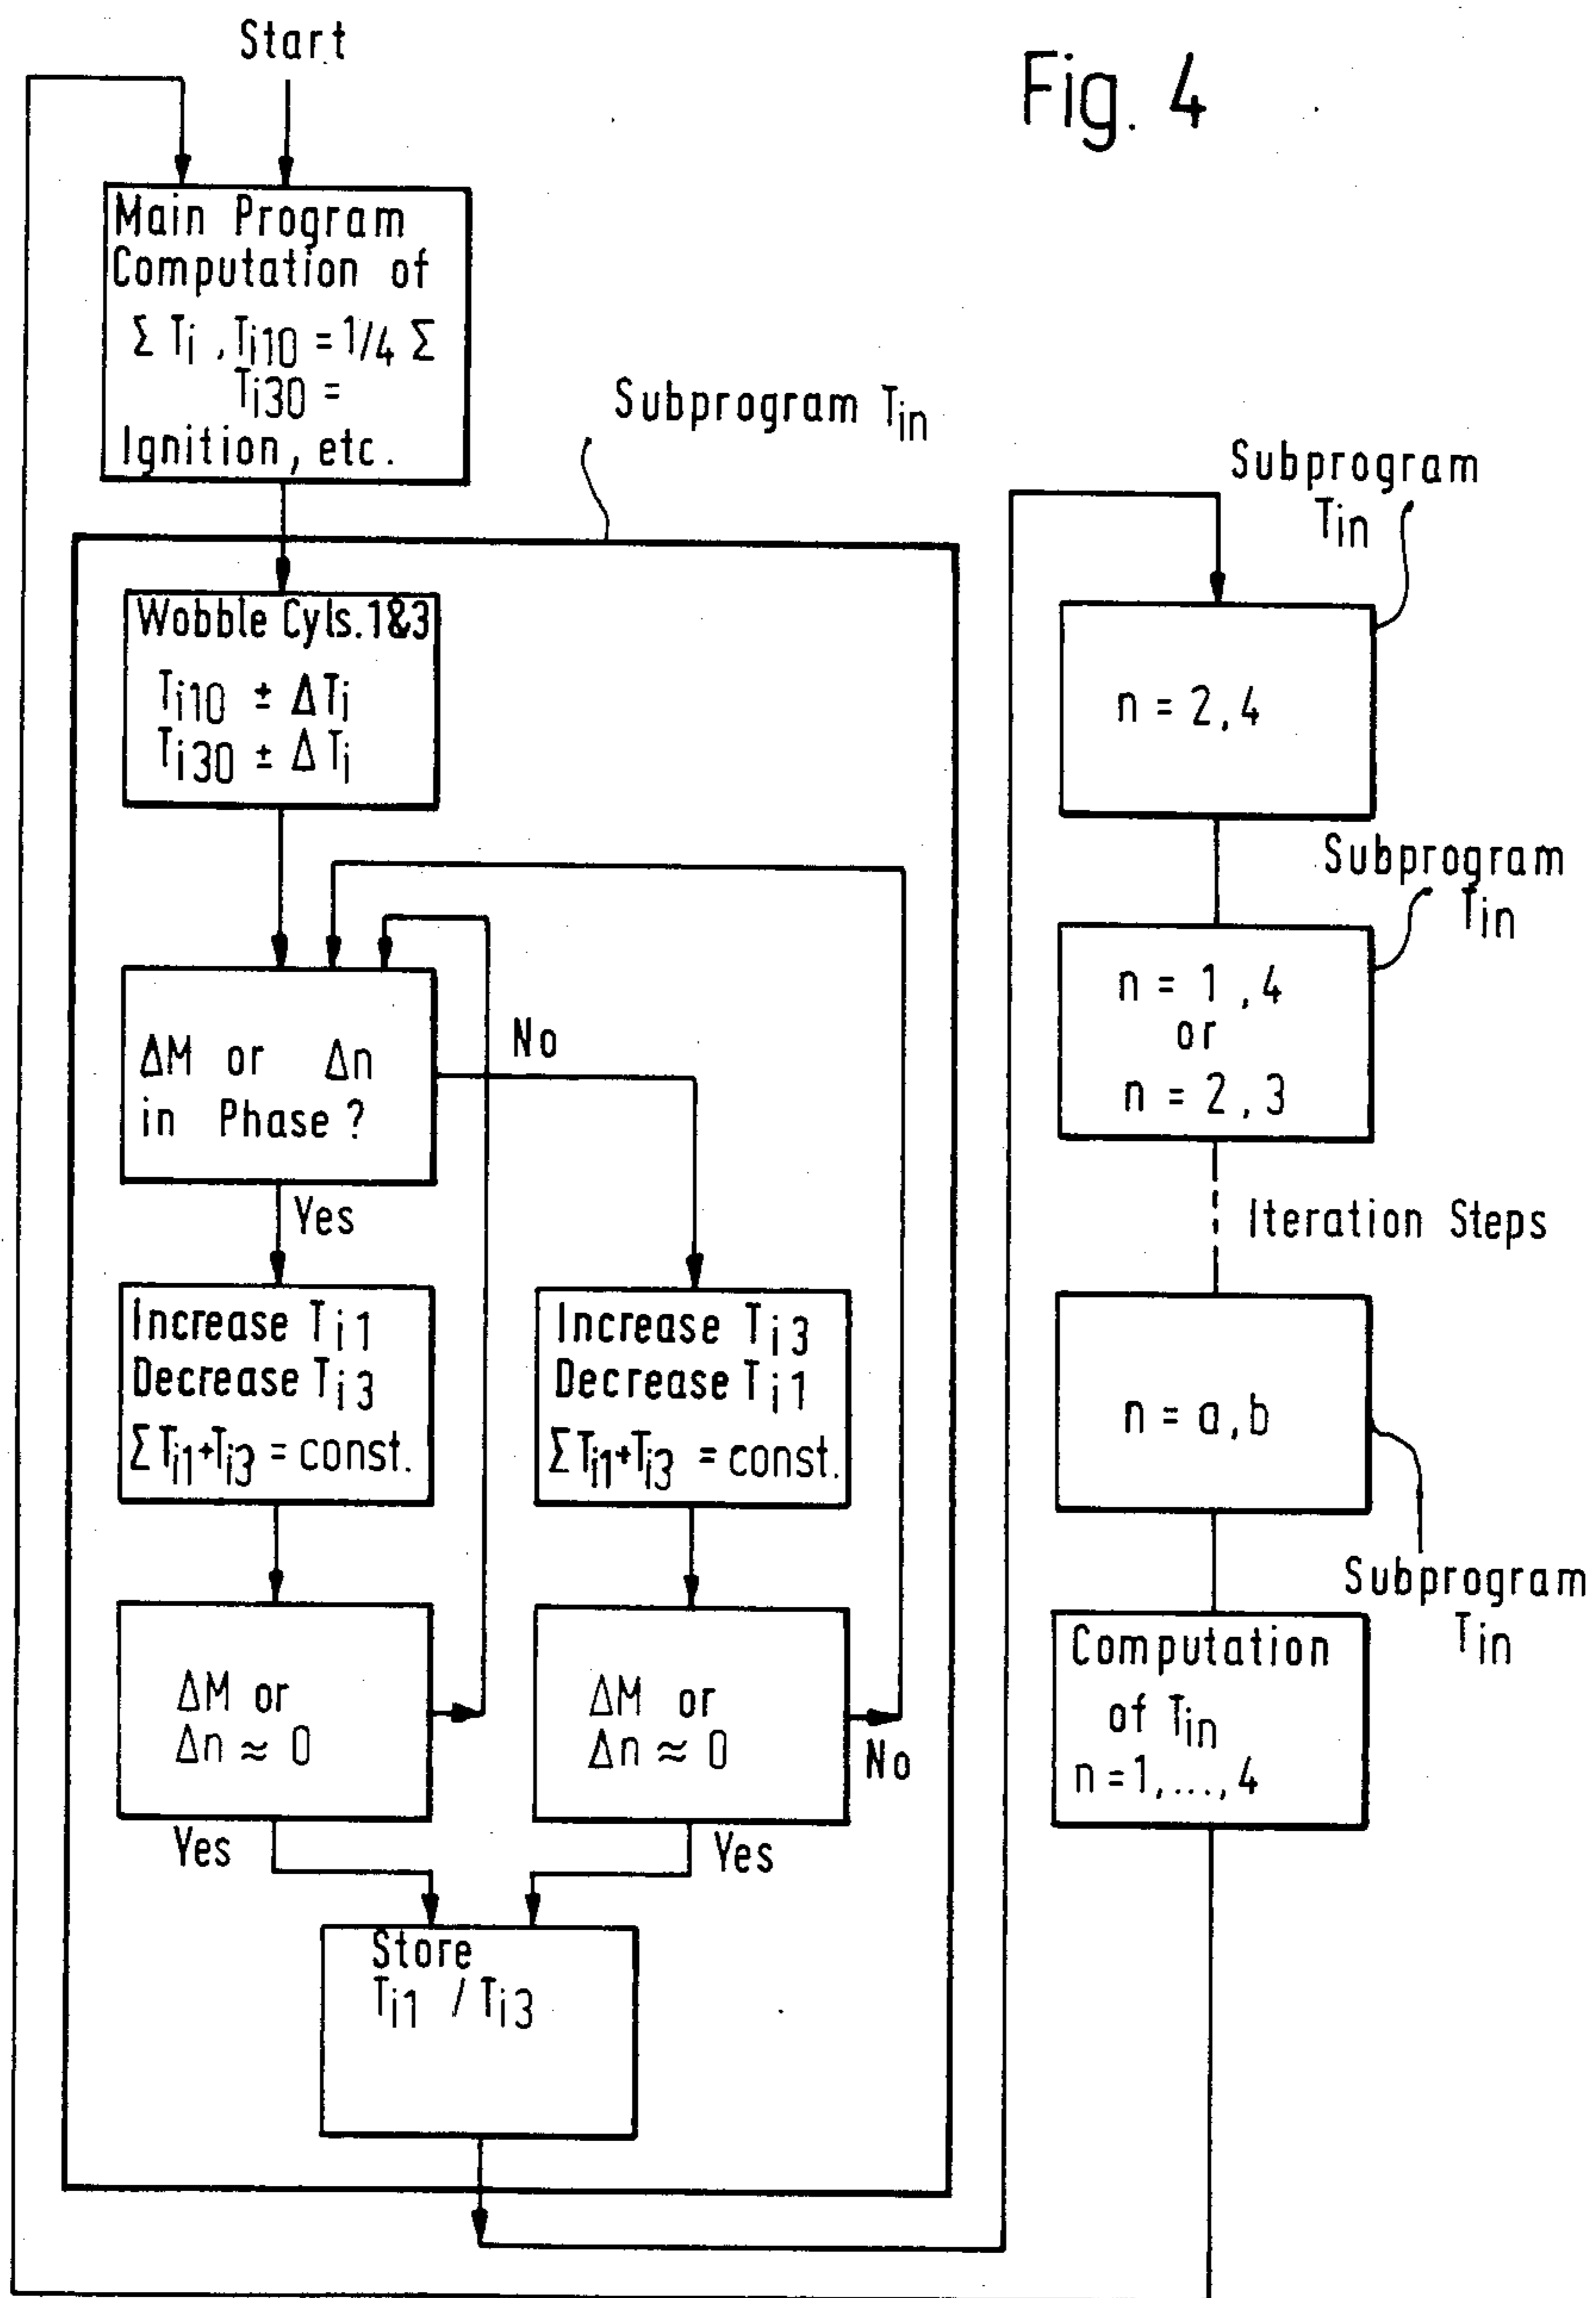 Start
Fig. 4
Main Program
Computation of
Σ Ti , Ti10 = 1/4 Σ
Ti30 =
Ignition, etc.
Subprogram Tin
Wobble Cyls. 1&3
Ti10 ± ΔTi
Ti30 ± ΔTi
ΔM or Δn
in Phase ?
No
Yes
Increase Ti1
Decrease Ti3
ΣTi1+Ti3 = const.
Increase Ti3
Decrease Ti1
ΣTi1+Ti3 = const.
ΔM or
Δn ≈ 0
Yes
ΔM or
Δn ≈ 0
No
Yes
Store
Ti1 / Ti3
Subprogram
Tin
n = 2,4
Subprogram
Tin
n = 1,4
or
n = 2,3
Iteration Steps
n = a,b
Subprogram
Tin
Computation
of Tin
n = 1,...,4